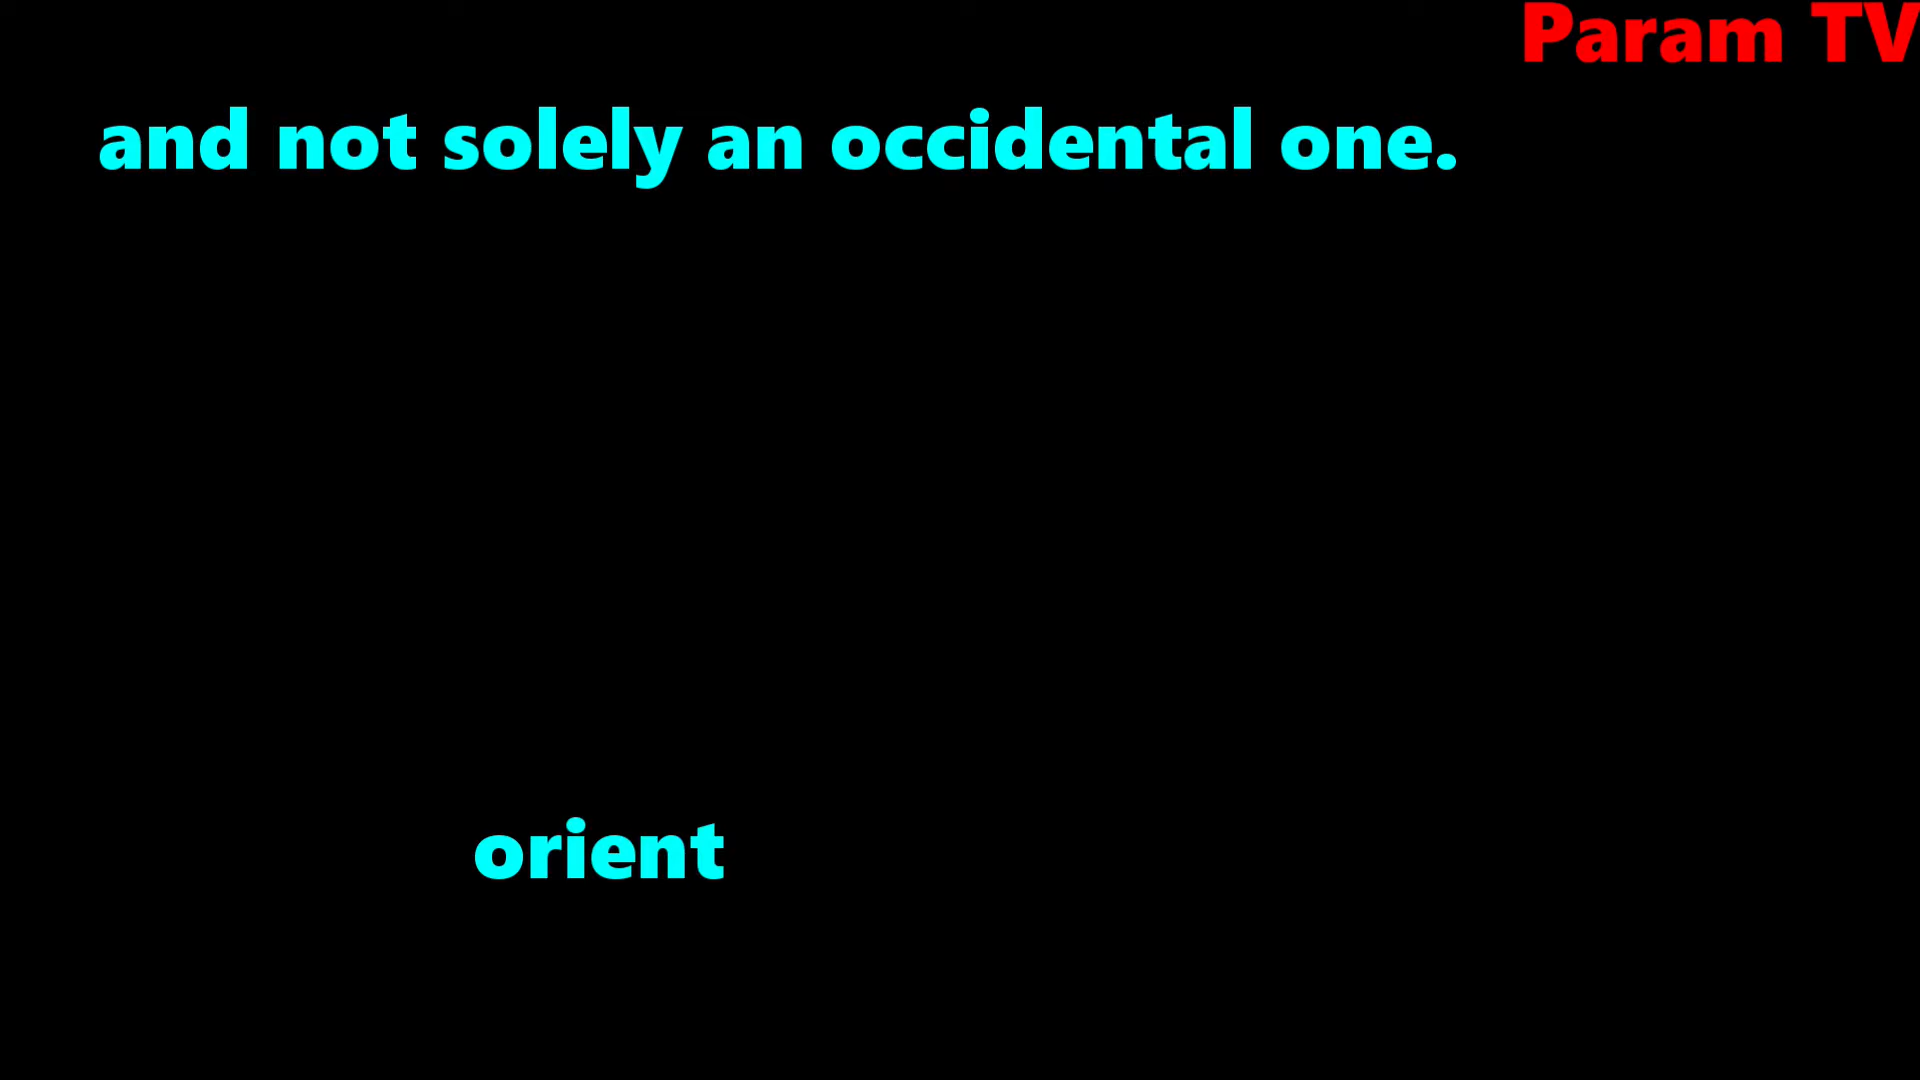 Param TV
and not solely an occidental one.
orient